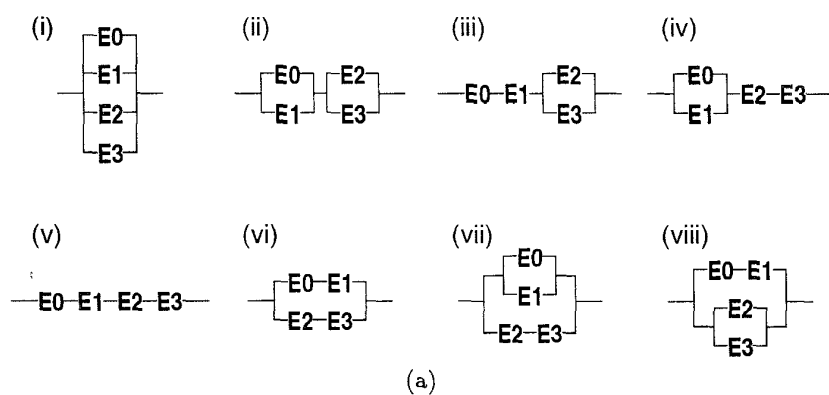 (i) (ii) (iii) (iv)
E0
E1
E2
E3
E0 E2
E1 E3
E0 E1 E2
E3
E0
E1 E2 E3
(v) (vi) (vii) (viii)
E0 E1 E2 E3
E0 E1
E2 E3
E0
E1
E2 E3
E0 E1
E2
E3
(a)